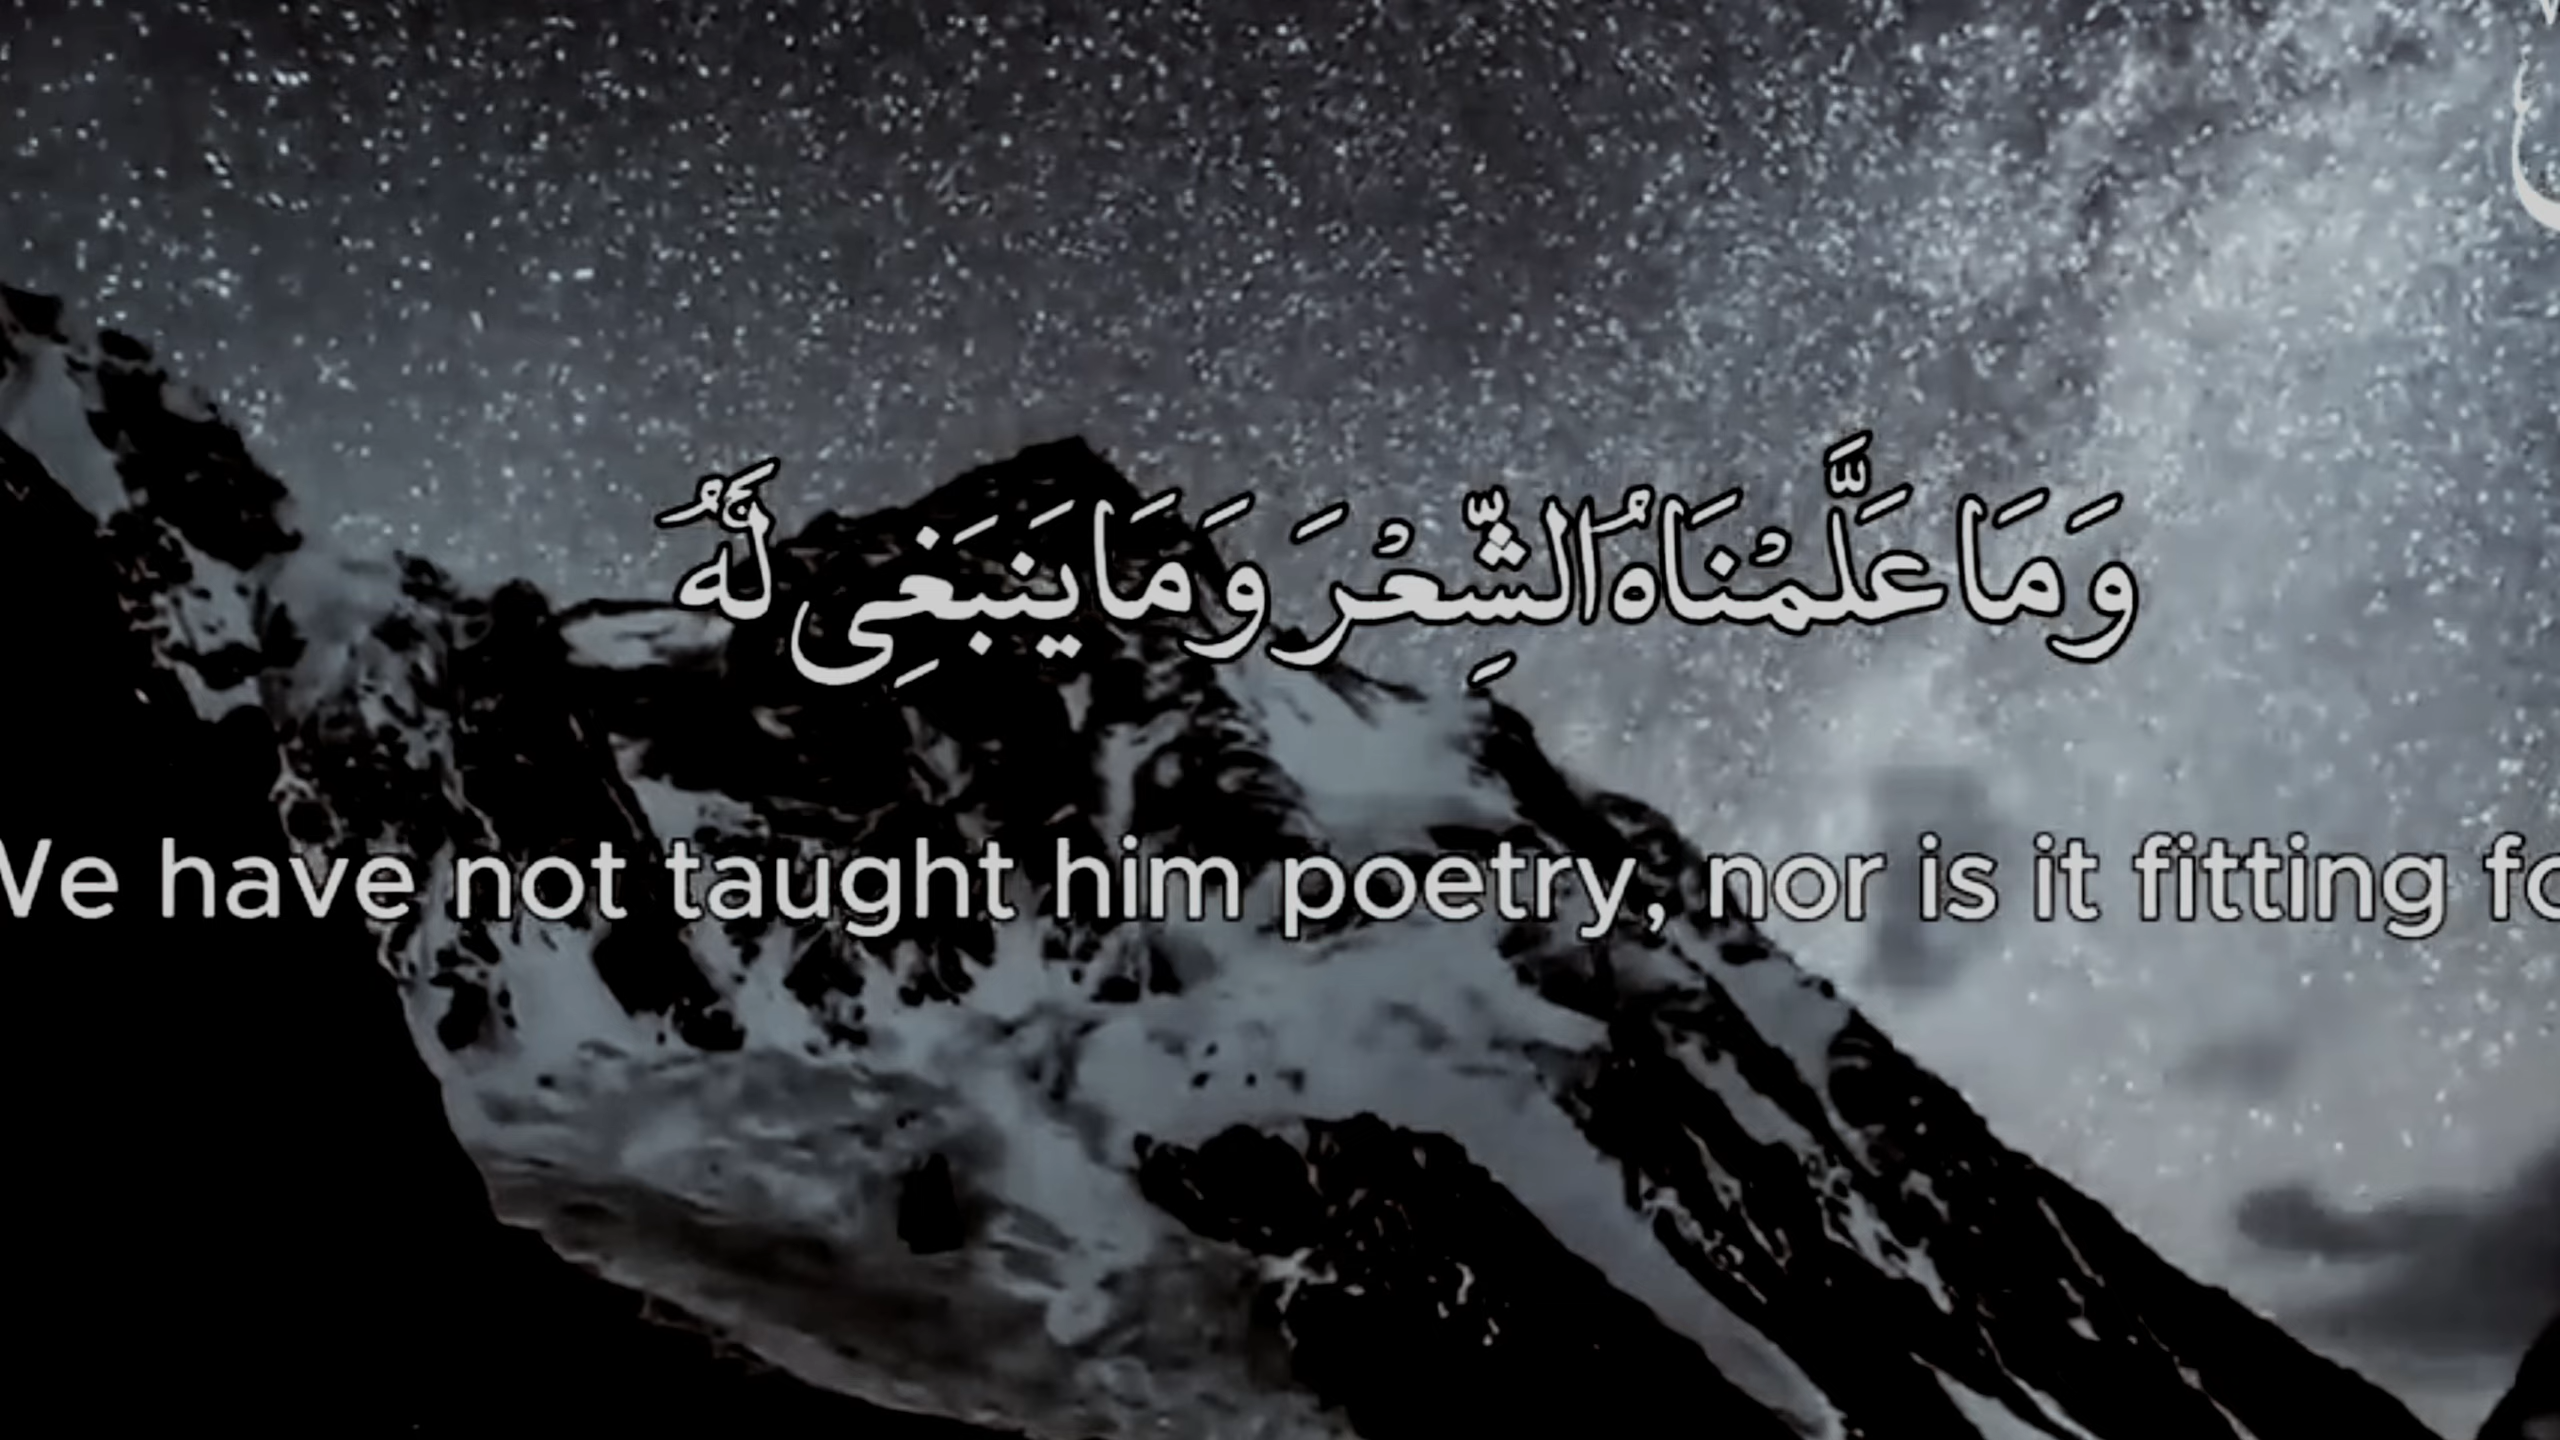 وَمَا عَلَّمْنَاهُ الشِّعْرَ وَمَا يَنبَغِى لَهُۥٓ
We have not taught him poetry, nor is it fitting fo